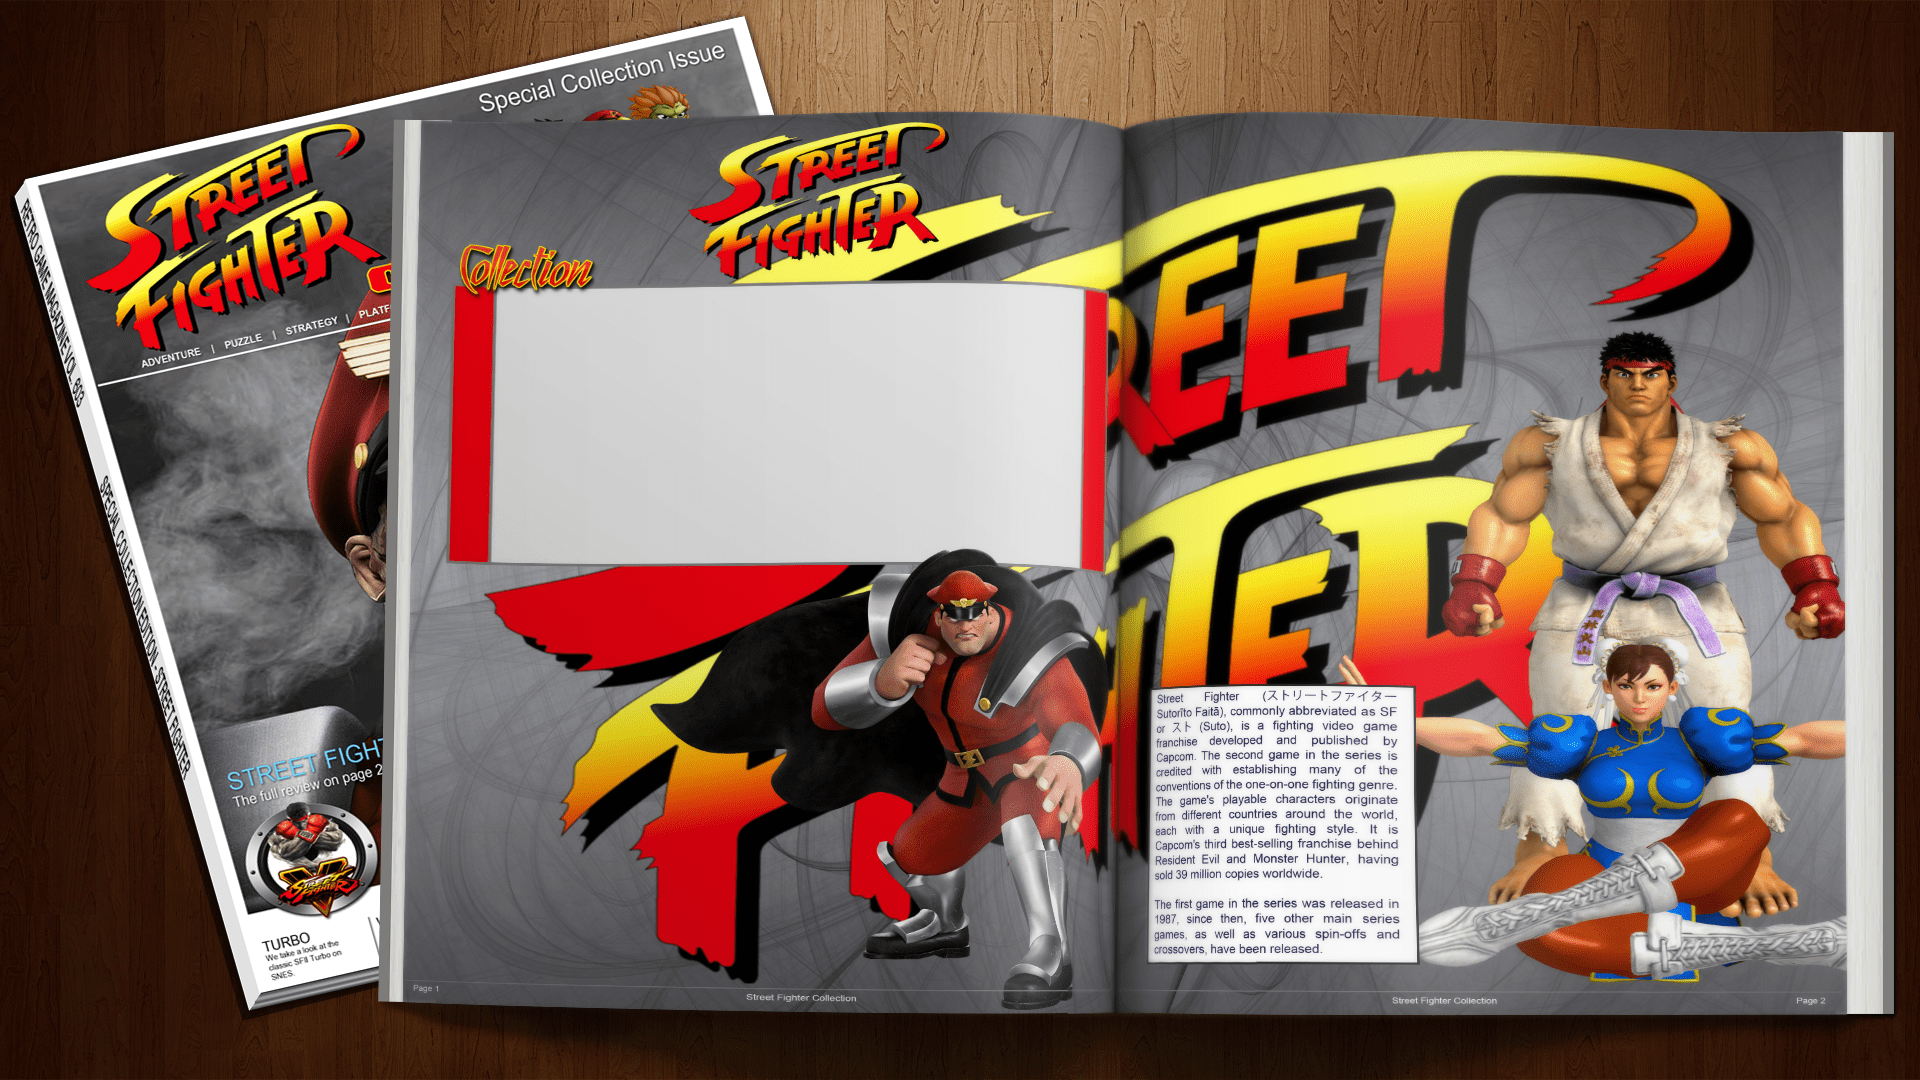 Special Collection Issue
STREET
FIGHTER
ADVENTURE | PUZZLE | STRATEGY | PLATF
RETRO GAME MAGAZINE VOL. 603
SPECIAL COLLECTION EDITION - STREET FIGHTER
STREET FIGHT
The full review on page 2
STREET
FIGHTER
V
TURBO
We take a look at the
classic SFII Turbo on
SNES.
STREET
FIGHTER
Collection
Page 1
Street Fighter Collection
STREET
FIGHTER
Street Fighter (ストリートファイター
Sutorīto Faitā), commonly abbreviated as SF
or スト (Suto), is a fighting video game
franchise developed and published by
Capcom. The second game in the series is
credited with establishing many of the
conventions of the one-on-one fighting genre.
The game's playable characters originate
from different countries around the world,
each with a unique fighting style. It is
Capcom's third best-selling franchise behind
Resident Evil and Monster Hunter, having
sold 39 million copies worldwide.
The first game in the series was released in
1987, since then, five other main series
games, as well as various spin-offs and
crossovers, have been released.
Street Fighter Collection
Page 2